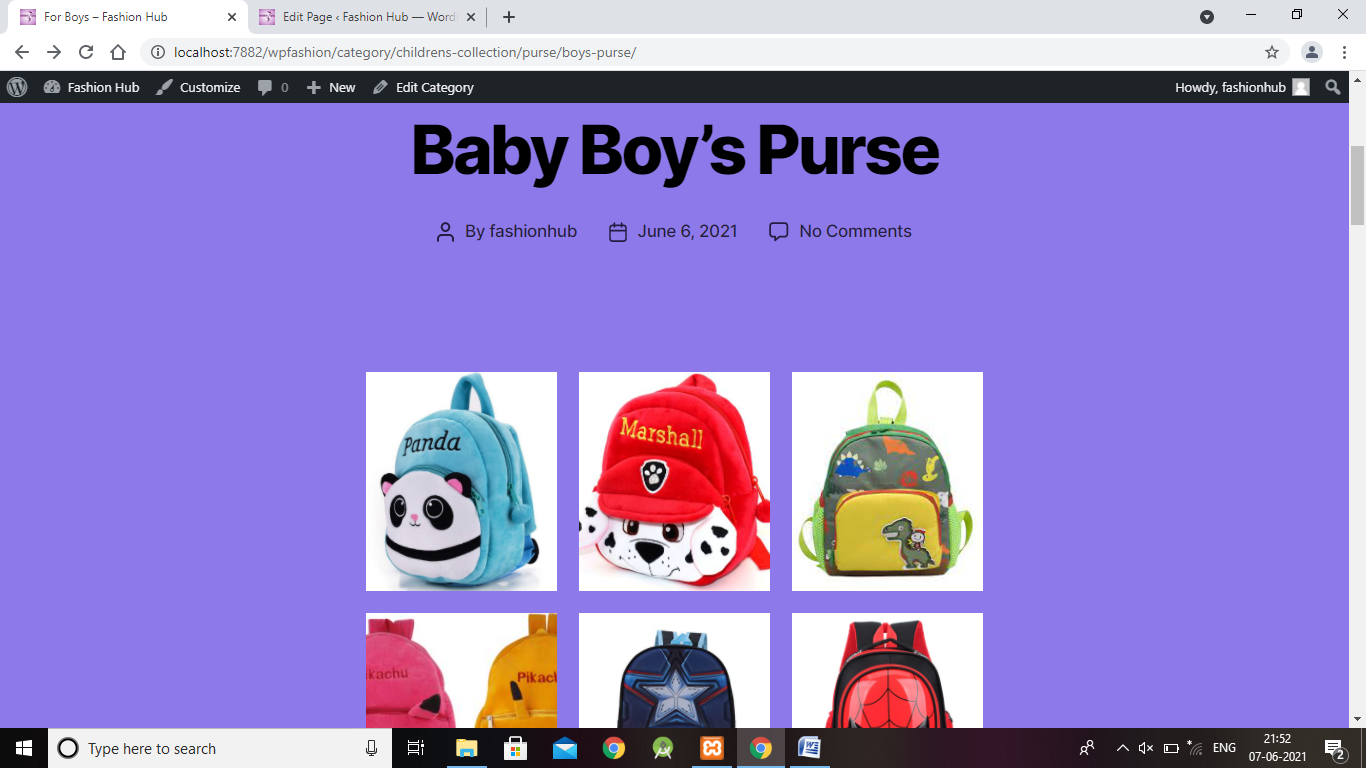 For Boys – Fashion Hub
Edit Page ‹ Fashion Hub — Word
localhost:7882/wpfashion/category/childrens-collection/purse/boys-purse/
Fashion Hub Customize 0 New Edit Category Howdy, fashionhub
Baby Boy’s Purse
By fashionhub June 6, 2021 No Comments
Panda
Marshall
ikachu
Pikach
Type here to search
ENG
21:52
07-06-2021
2